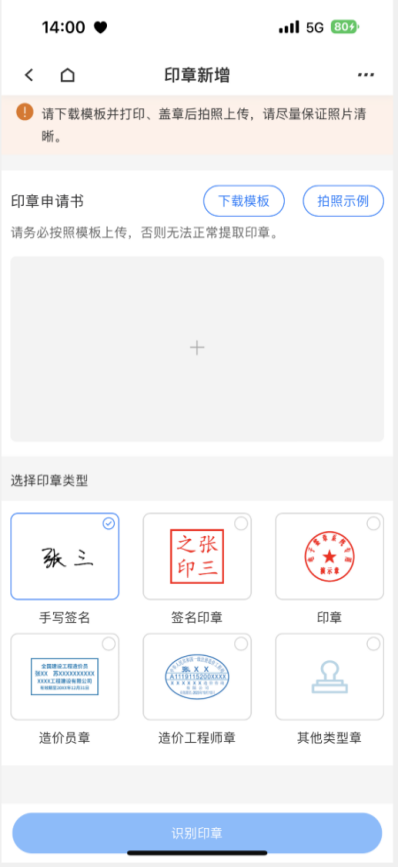 14:00
5G
80
印章新增
请下载模板并打印、盖章后拍照上传，请尽量保证照片清
晰。
印章申请书
下载模板
拍照示例
请务必按照模板上传，否则无法正常提取印章。
选择印章类型
张三
之张
印三
展示章
手写签名
签名印章
印章
全国建设工程造价员
张XX 苏XXXXXXXXXX
XXXX工程建设有限公司
A11191115200XXXX
造价员章
造价工程师章
其他类型章
识别印章